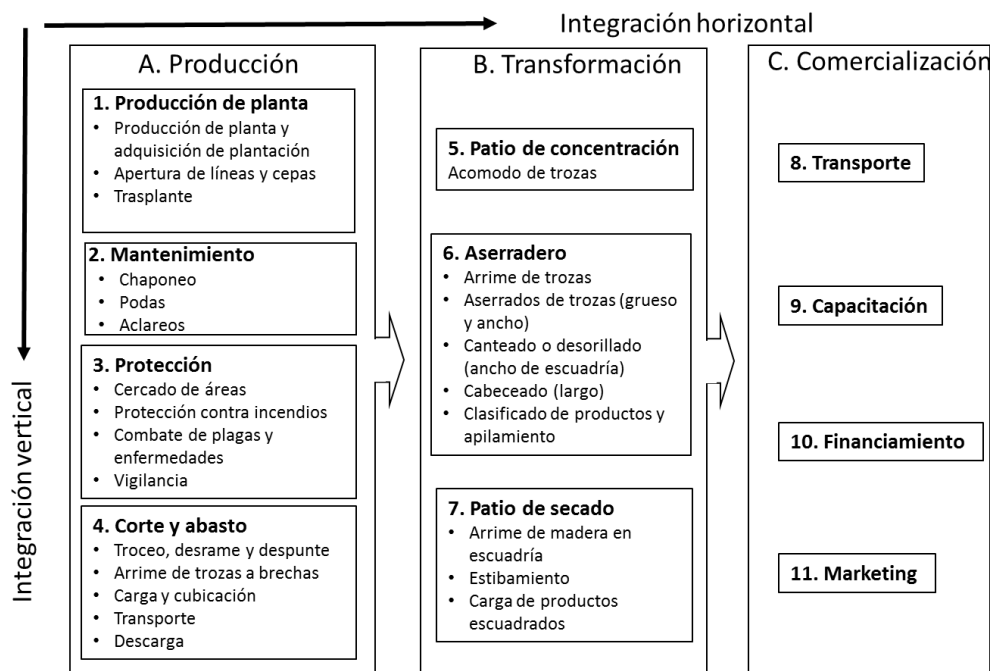 Integración horizontal
Integración vertical
A. Producción
1. Producción de planta
• Producción de planta y
adquisición de plantación
• Apertura de líneas y cepas
• Trasplante
2. Mantenimiento
• Chaponeo
• Podas
• Aclareos
3. Protección
• Cercado de áreas
• Protección contra incendios
• Combate de plagas y
enfermedades
• Vigilancia
4. Corte y abasto
• Troceo, desrame y despunte
• Arrime de trozas a brechas
• Carga y cubicación
• Transporte
• Descarga
B. Transformación
5. Patio de concentración
Acomodo de trozas
6. Aserradero
• Arrime de trozas
• Aserrados de trozas (grueso
y ancho)
• Canteado o desorillado
(ancho de escuadría)
• Cabeceado (largo)
• Clasificado de productos y
apilamiento
7. Patio de secado
• Arrime de madera en
escuadría
• Estibamiento
• Carga de productos
escuadrados
C. Comercialización
8. Transporte
9. Capacitación
10. Financiamiento
11. Marketing